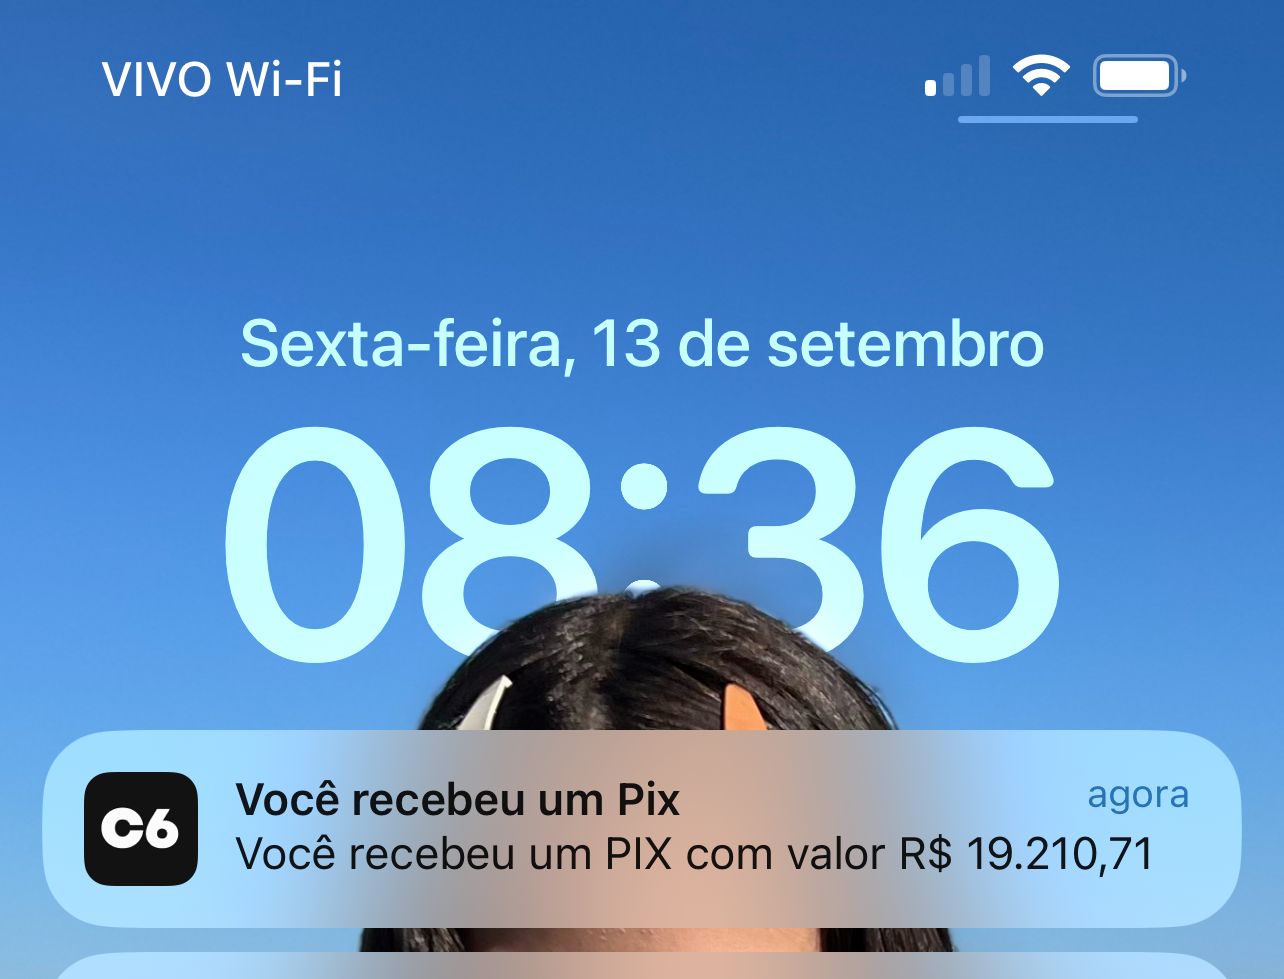 VIVO Wi-Fi
Sexta-feira, 13 de setembro
08:36
C6
Você recebeu um Pix
agora
Você recebeu um PIX com valor R$ 19.210,71